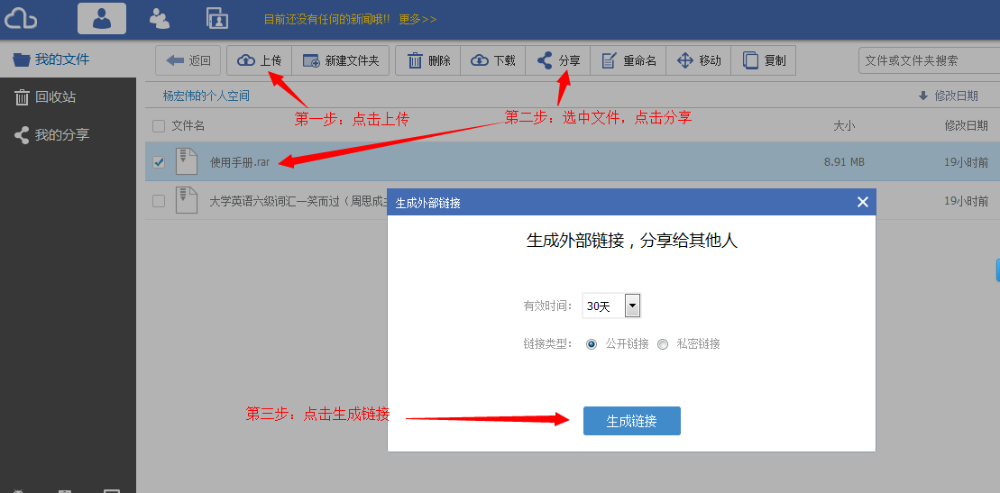 目前还没有任何的新闻哦!! 更多>>
我的文件
返回
上传
新建文件夹
删除
下载
分享
重命名
移动
复制
文件或文件夹搜索
回收站
杨宏伟的个人空间
修改日期
第一步：点击上传
第二步：选中文件，点击分享
文件名
大小
修改日期
我的分享
使用手册.rar
8.91 MB
19小时前
大学英语六级词汇一笑而过（周思成主
19小时前
生成外部链接
生成外部链接，分享给其他人
有效时间：
30天
链接类型：
公开链接
私密链接
第三步：点击生成链接
生成链接